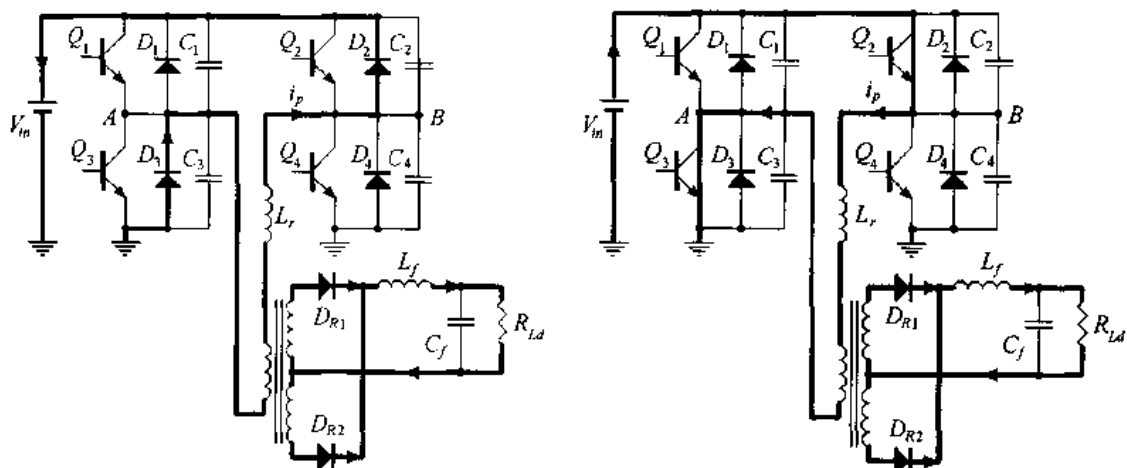 Q1 D1 C1 Q2 D2 C2
ip
Vin A B
Q3 D3 C3 Q4 D4 C4
Lr
Lf
DR1
Cf RLd
DR2
Q1 D1 C1 Q2 D2 C2
ip
Vin A B
Q3 D3 C3 Q4 D4 C4
Lr
Lf
DR1
Cf RLd
DR2